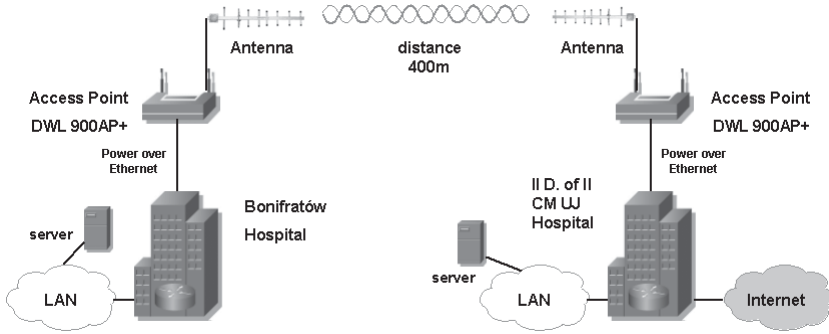 Antenna
distance
400m
Antenna
Access Point
DWL 900AP+
Power over
Ethernet
Bonifratów
Hospital
server
LAN
Access Point
DWL 900AP+
Power over
Ethernet
II D. of II
CM UJ
Hospital
server
LAN
Internet